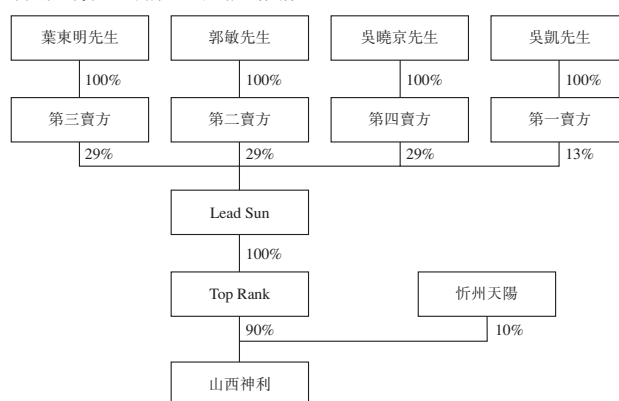 葉東明先生
郭敏先生
吳曉京先生
吳凱先生
100%
100%
100%
100%
第三賣方
第二賣方
第四賣方
第一賣方
29%
29%
29%
13%
Lead Sun
100%
Top Rank
忻州天陽
90%
10%
山西神利